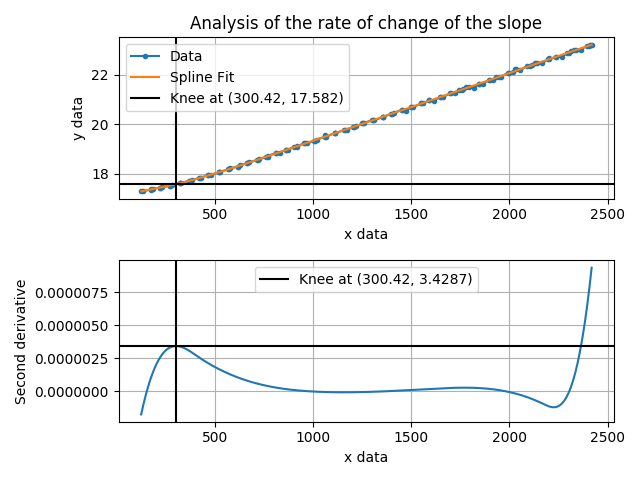 Analysis of the rate of change of the slope
Data
Spline Fit
Knee at (300.42, 17.582)
22
20
18
y data
500 1000 1500 2000 2500
x data
Knee at (300.42, 3.4287)
0.0000075
0.0000050
0.0000025
0.0000000
Second derivative
500 1000 1500 2000 2500
x data